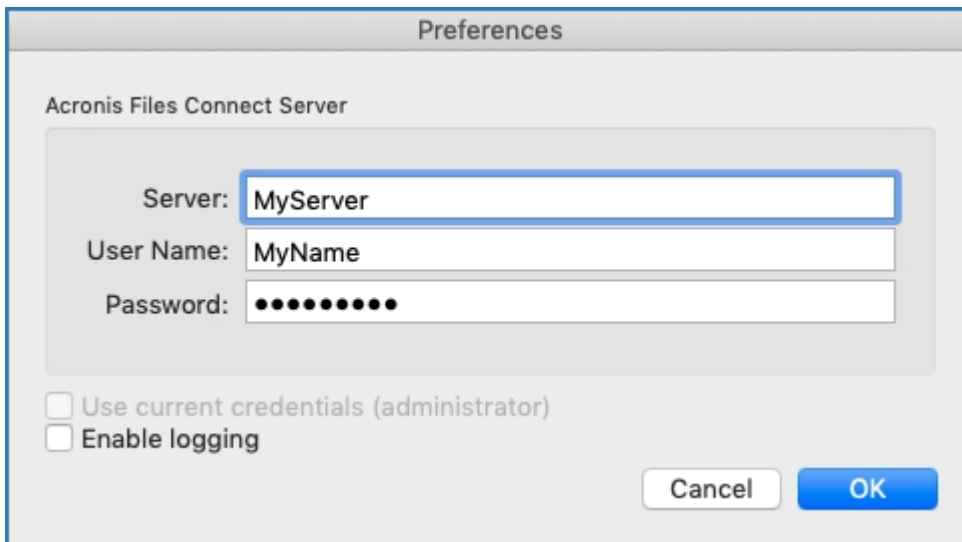 Preferences
Acronis Files Connect Server
Server: MyServer
User Name: MyName
Password: •••••••••
Use current credentials (administrator)
Enable logging
Cancel OK